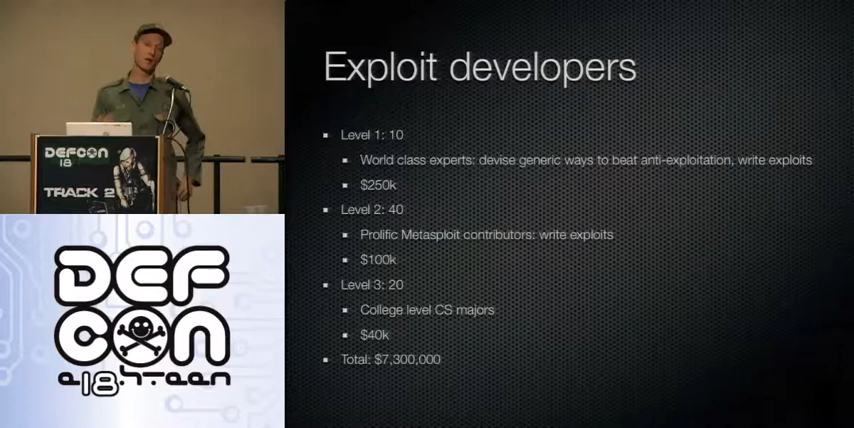 DEFCON
18
TRACK 2
DEF
CON
e18hteen
Exploit developers
Level 1: 10
World class experts: devise generic ways to beat anti-exploitation, write exploits
$250k
Level 2: 40
Prolific Metasploit contributors: write exploits
$100k
Level 3: 20
College level CS majors
$40k
Total: $7,300,000